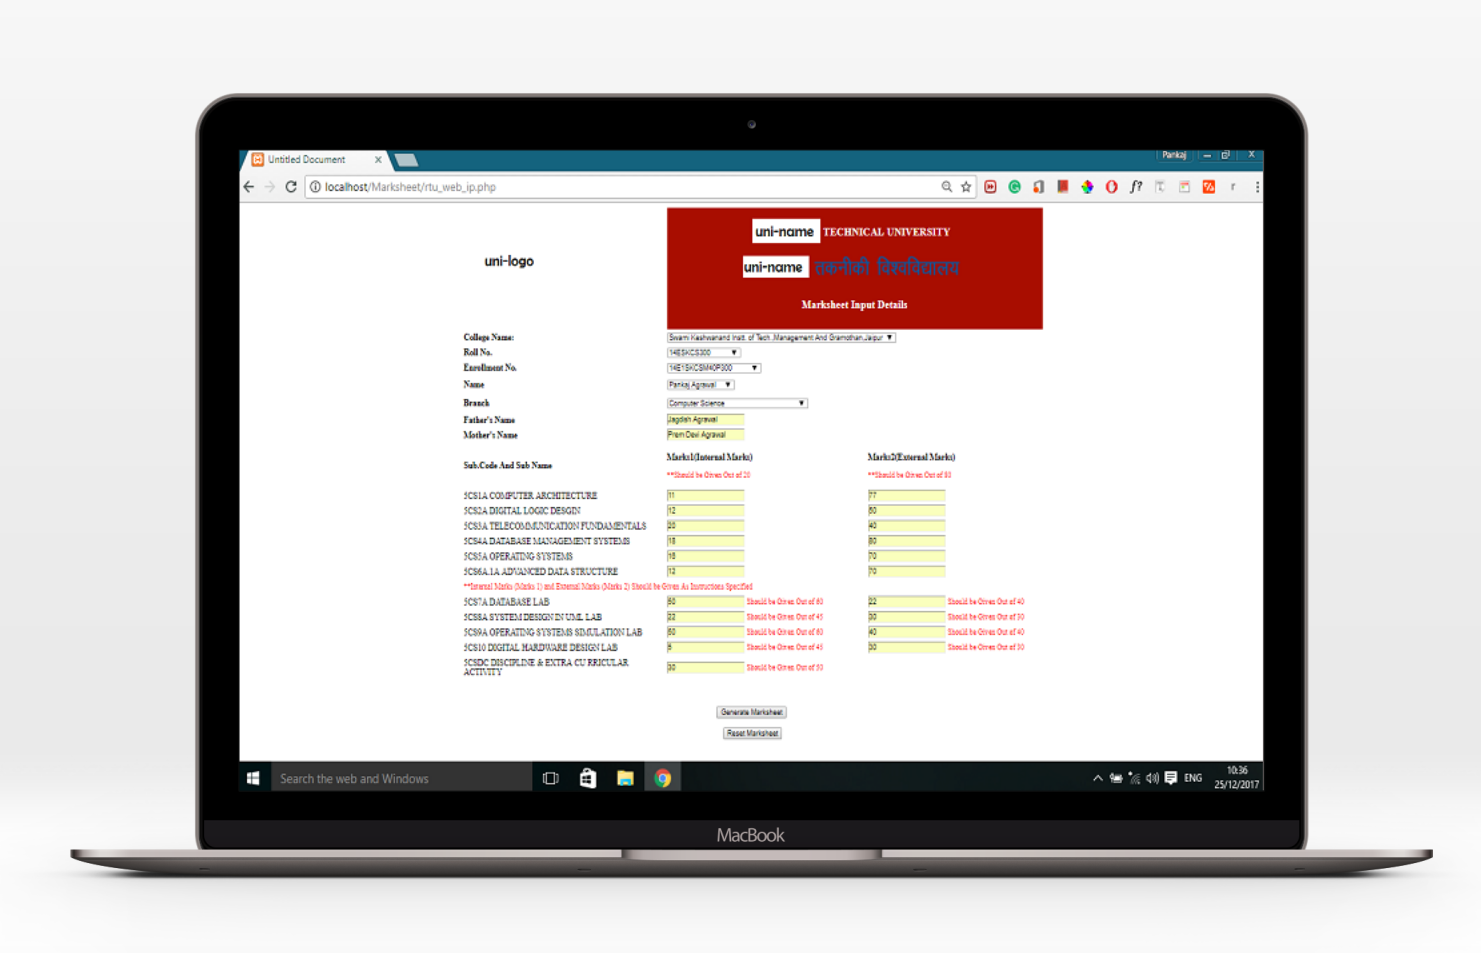 Untitled Document
Pankaj
localhost/Marksheet/rtu_web_ip.php
uni-name TECHNICAL UNIVERSITY
uni-logo
uni-name तकनीकी विश्वविद्यालय
Marksheet Input Details
College Name: Swami Keshwanand Instt. of Tech.,Management And Gramothan,Jaipur
Roll No. 14ESKCS300
Enrollment No. 14E1SKCSM40P300
Name Pankaj Agrawal
Branch Computer Science
Father's Name Jagdish Agrawal
Mother's Name Prem Devi Agrawal
Sub.Code And Sub Name Marks1(Internal Marks) Marks2(External Marks)
**Should be Given Out of 20 **Should be Given Out of 80
5CS1A COMPUTER ARCHITECTURE 11 77
5CS2A DIGITAL LOGIC DESGIN 12 50
5CS3A TELECOMMUNICATION FUNDAMENTALS 20 40
5CS4A DATABASE MANAGEMENT SYSTEMS 18 80
5CS5A OPERATING SYSTEMS 16 70
5CS6A.1A ADVANCED DATA STRUCTURE 12 70
**Internal Marks (Marks 1) and External Marks (Marks 2) Should be Given As Instructions Specified
5CS7A DATABASE LAB 50 Should be Given Out of 60 22 Should be Given Out of 40
5CS8A SYSTEM DESIGN IN UML LAB 22 Should be Given Out of 45 30 Should be Given Out of 30
5CS9A OPERATING SYSTEMS SIMULATION LAB 60 Should be Given Out of 60 40 Should be Given Out of 40
5CS10 DIGITAL HARDWARE DESIGN LAB 5 Should be Given Out of 45 30 Should be Given Out of 30
5CSDC DISCIPLINE & EXTRA CU RRICULAR
ACTIVITY 30 Should be Given Out of 50
Generate Marksheet
Reset Marksheet
Search the web and Windows
ENG
10:36
25/12/2017
MacBook